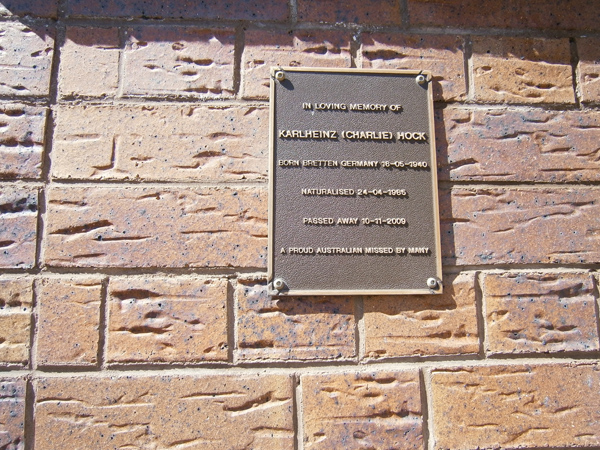 IN LOVING MEMORY OF
KARLHEINZ (CHARLIE) HOCK
BORN BRETTEN GERMANY 16-05-1940
NATURALISED 24-04-1985
PASSED AWAY 10-11-2009
A PROUD AUSTRALIAN MISSED BY MANY